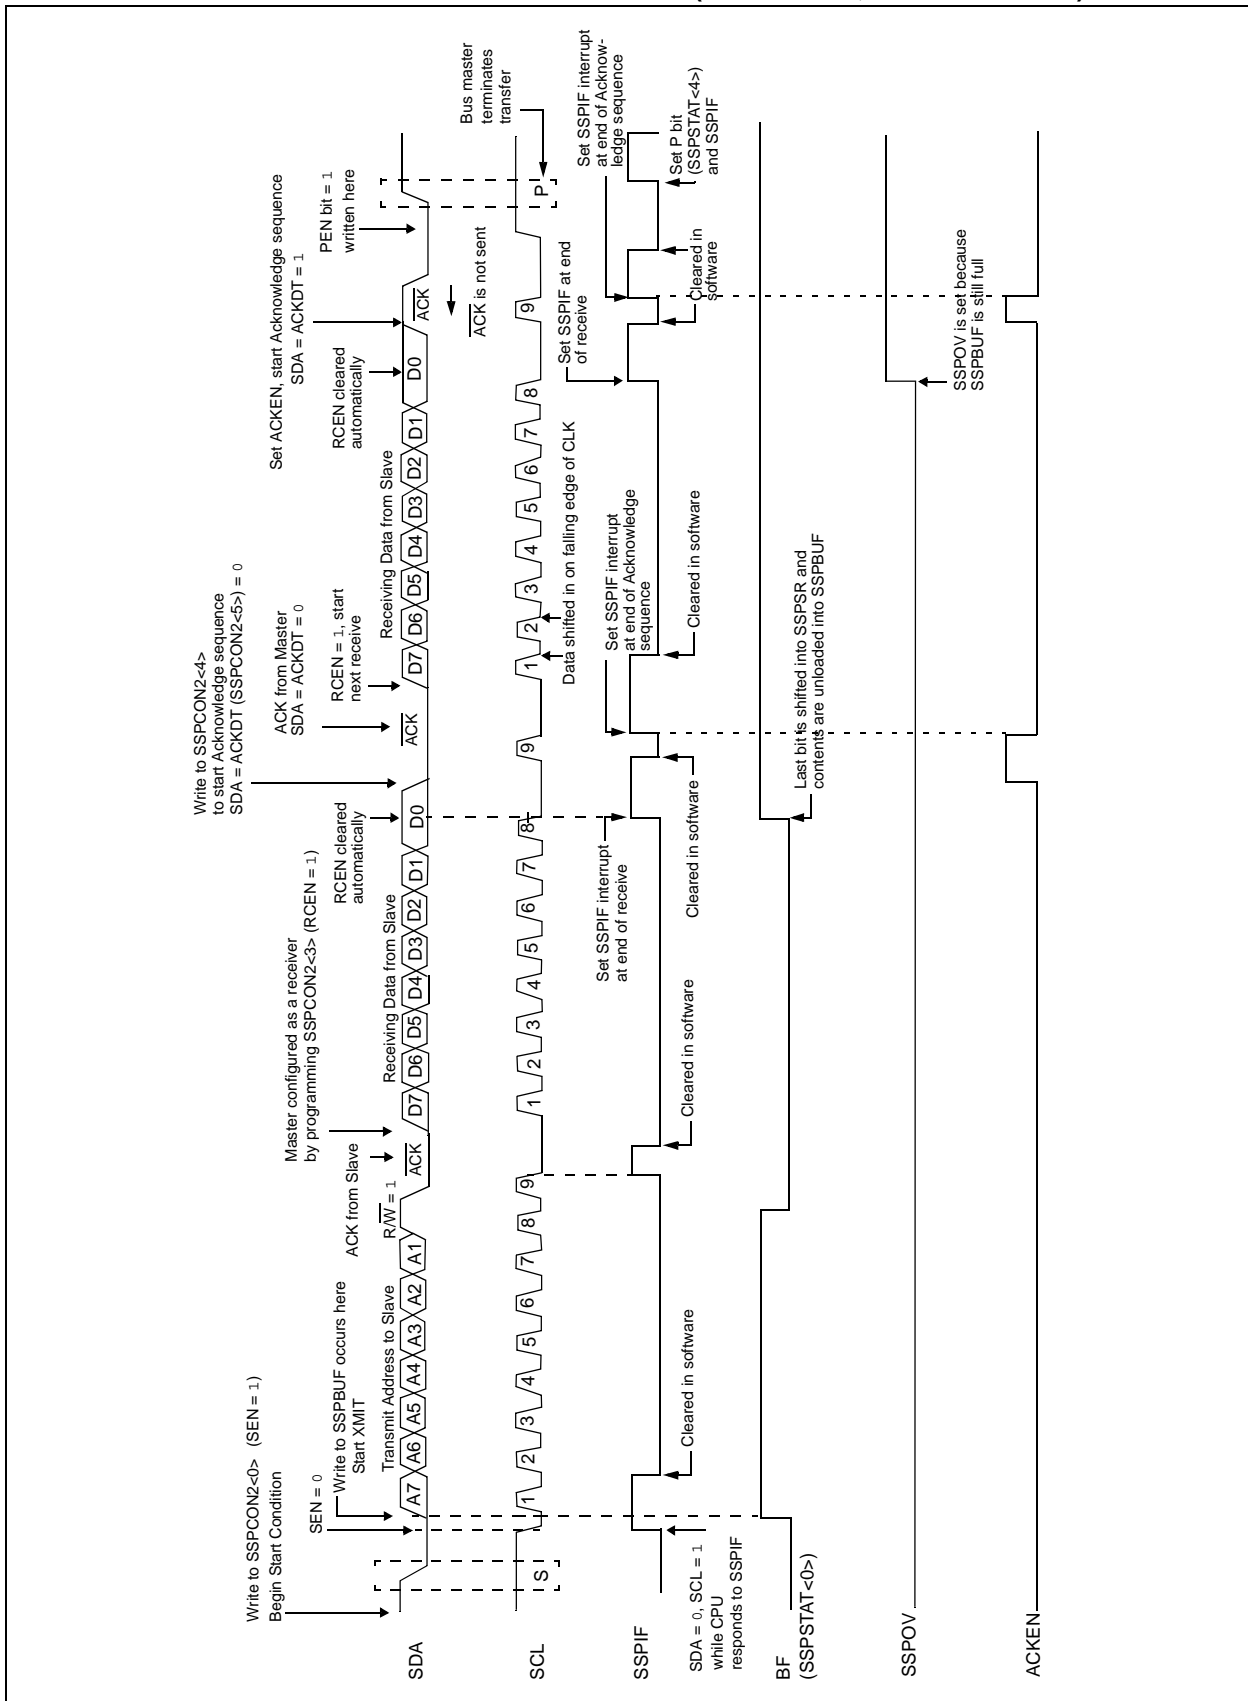 Write to SSPCON2<4>
to start Acknowledge sequence
SDA = ACKDT (SSPCON2<5>) = 0
Write to SSPCON2<0> (SEN = 1)
Begin Start Condition
Master configured as a receiver
by programming SSPCON2<3> (RCEN = 1)
ACK from Master
SDA = ACKDT = 0
Set ACKEN, start Acknowledge sequence
SDA = ACKDT = 1
SEN = 0
Write to SSPBUF occurs here
Start XMIT
ACK from Slave
RCEN cleared
automatically
RCEN = 1, start
next receive
RCEN cleared
automatically
PEN bit = 1
written here
Transmit Address to Slave
R/W = 1
Receiving Data from Slave
Receiving Data from Slave
SDA
A7 A6 A5 A4 A3 A2 A1 ACK D7 D6 D5 D4 D3 D2 D1 D0 ACK D7 D6 D5 D4 D3 D2 D1 D0 ACK
Bus master
terminates
transfer
ACK is not sent
SCL
S 1 2 3 4 5 6 7 8 9 1 2 3 4 5 6 7 8 9 1 2 3 4 5 6 7 8 9 P
Data shifted in on falling edge of CLK
Set SSPIF interrupt
at end of receive
Set SSPIF interrupt
at end of Acknowledge
sequence
Set SSPIF at end
of receive
Set SSPIF interrupt
at end of Acknow-
ledge sequence
SSPIF
SDA = 0, SCL = 1
while CPU
responds to SSPIF
Cleared in software
Cleared in software
Cleared in software
Cleared in software
Cleared in
software
Set P bit
(SSPSTAT<4>)
and SSPIF
BF
(SSPSTAT<0>)
Last bit is shifted into SSPSR and
contents are unloaded into SSPBUF
SSPOV
SSPOV is set because
SSPBUF is still full
ACKEN